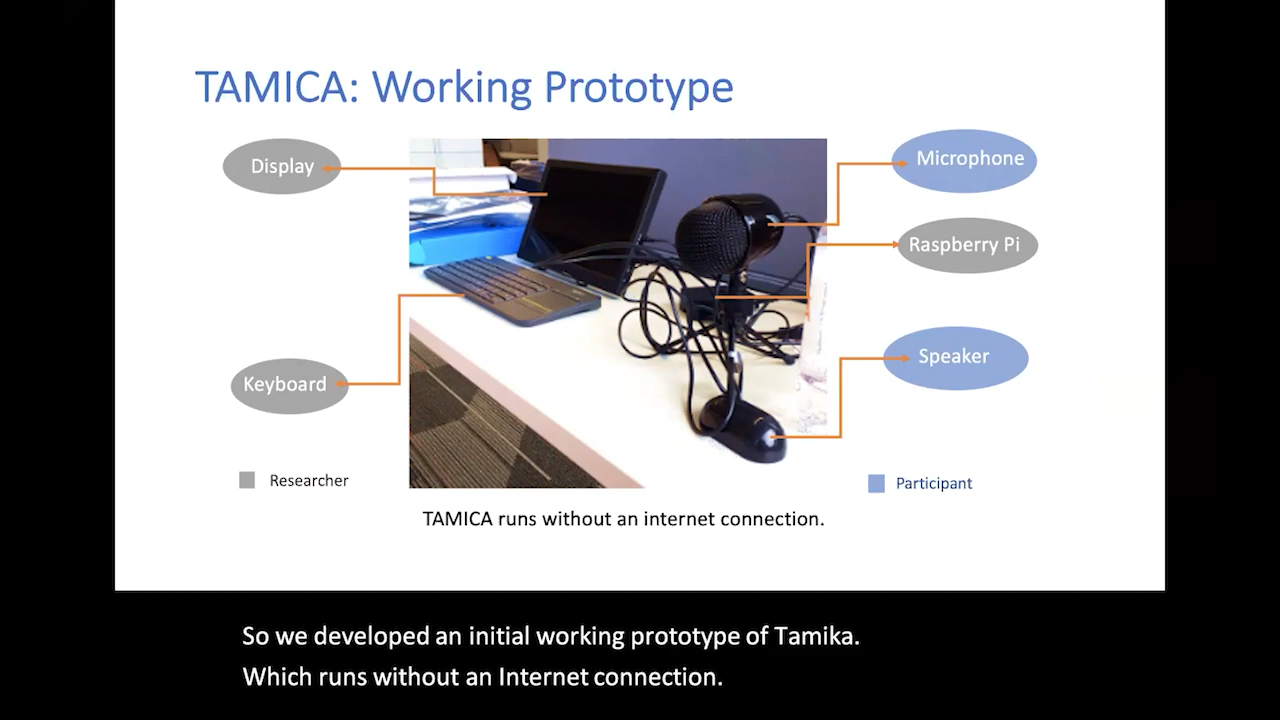 TAMICA: Working Prototype
Display
Microphone
Raspberry Pi
Speaker
Keyboard
Researcher
Participant
TAMICA runs without an internet connection.
So we developed an initial working prototype of Tamika.
Which runs without an Internet connection.